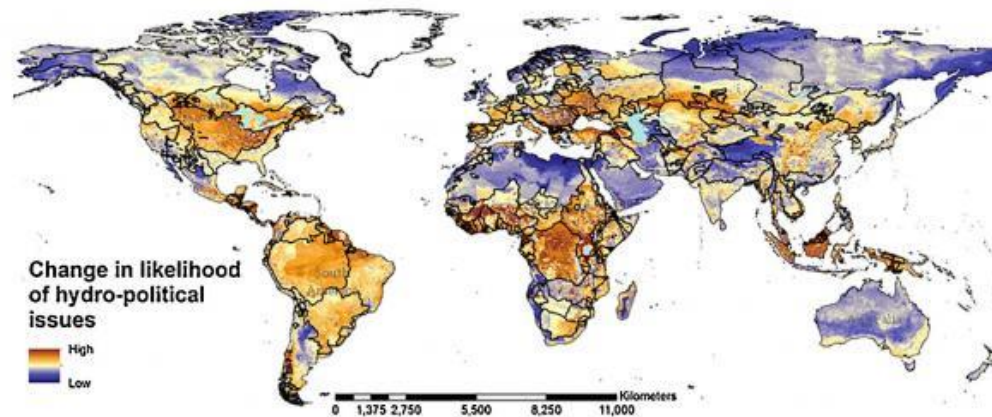 South
Change in likelihood
of hydro-political
issues
High
Low
Kilometers
0 1,375 2,750 5,500 8,250 11,000